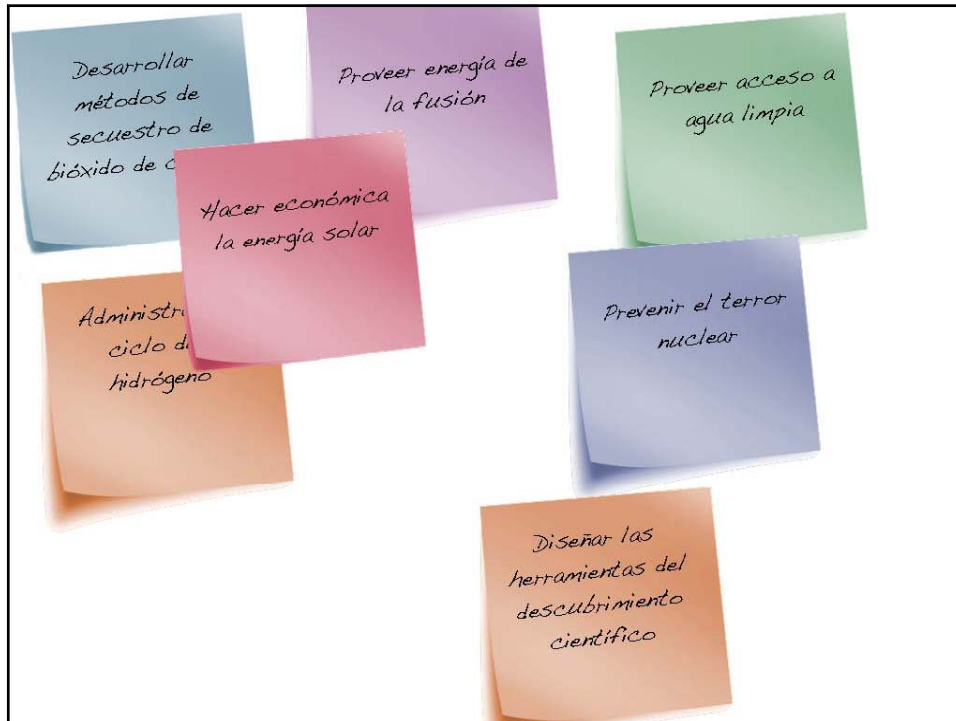 Desarrollar
métodos de
secuestro de
bióxido de
Proveer energía de
la fusión
Proveer acceso a
agua limpia
Hacer económica
la energía solar
ciclo
hidrógeno
Prevenir el terror
nuclear
Diseñar las
herramientas del
descubrimiento
científico